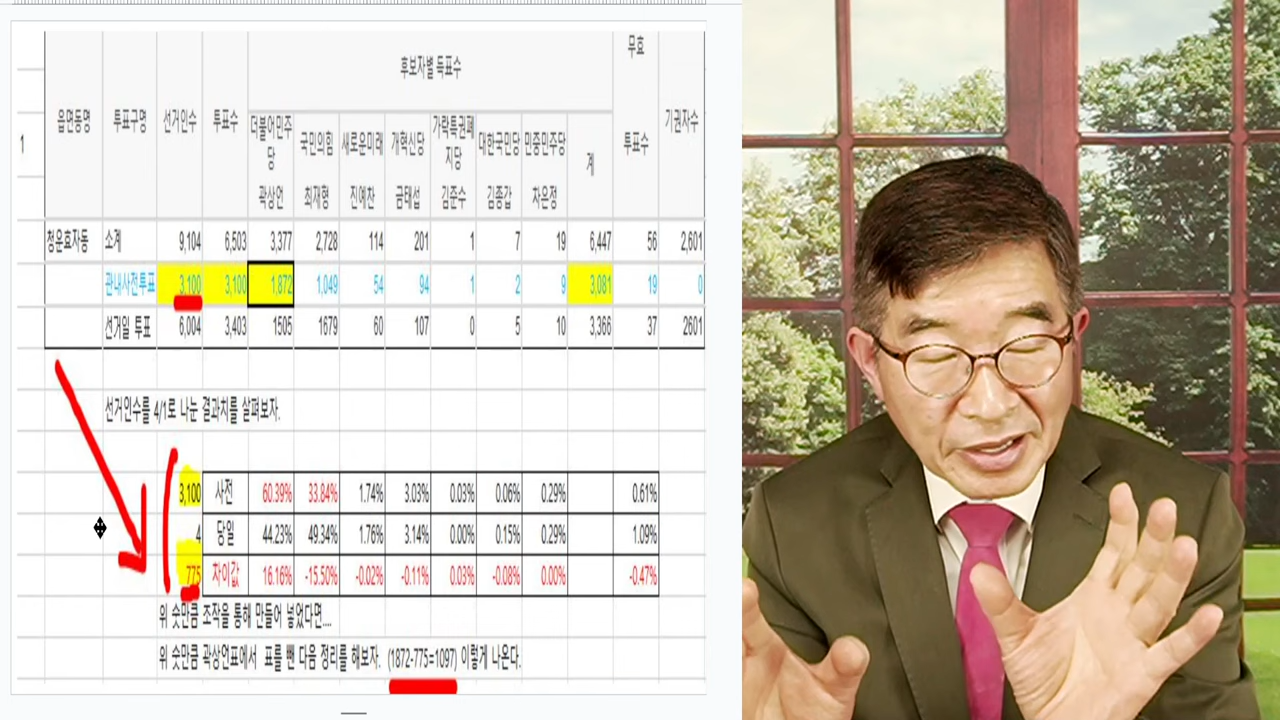 후보자별 득표수
무효
읍면동명 투표구명 선거인수 투표수 더불어민주당 곽상언 국민의힘 최재형 새로운미래 진예찬 개혁신당 금태섭 가락특권폐지당 김준수 대한국민당 김종갑 민중민주당 차은정 계 투표수 기권자수
1
청운효자동 소계 9,104 6,503 3,377 2,728 114 201 1 7 19 6,447 56 2,601
관내사전투표 3,100 3,100 1,872 1,049 54 94 1 2 9 3,081 19 0
선거일 투표 6,004 3,403 1505 1679 60 107 0 5 10 3,366 37 2601
선거인수를 4/1로 나눈 결과치를 살펴보자.
3,100 사전 60.39% 33.84% 1.74% 3.03% 0.03% 0.06% 0.29% 0.61%
4 당일 44.23% 49.34% 1.76% 3.14% 0.00% 0.15% 0.29% 1.09%
775 차이값 16.16% -15.50% -0.02% -0.11% 0.03% -0.08% 0.00% -0.47%
위 숫만큼 조작을 통해 만들어 넣었다면....
위 숫만큼 곽상언표에서 표를 뺀 다음 정리를 해보자. (1872-775=1097) 이렇게 나온다.